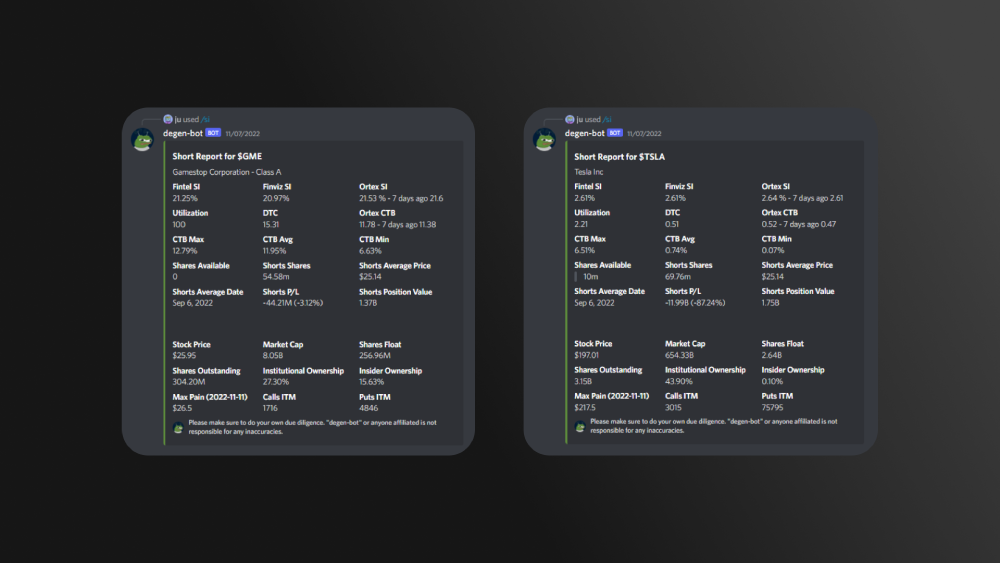 ju used /si
degen-bot BOT 11/07/2022
Short Report for $GME
Gamestop Corporation - Class A
Fintel SI Finviz SI Ortex SI
21.25% 20.97% 21.53 % - 7 days ago 21.6
Utilization DTC Ortex CTB
100 15.31 11.78 - 7 days ago 11.38
CTB Max CTB Avg CTB Min
12.79% 11.95% 6.63%
Shares Available Shorts Shares Shorts Average Price
0 54.58m $25.14
Shorts Average Date Shorts P/L Shorts Position Value
Sep 6, 2022 -44.21M (-3.12%) 1.37B
Stock Price Market Cap Shares Float
$25.95 8.05B 256.96M
Shares Outstanding Institutional Ownership Insider Ownership
304.20M 27.30% 15.63%
Max Pain (2022-11-11) Calls ITM Puts ITM
$26.5 1716 4846
Please make sure to do your own due diligence. "degen-bot" or anyone affiliated is not
responsible for any inaccuracies.
ju used /si
degen-bot BOT 11/07/2022
Short Report for $TSLA
Tesla Inc
Fintel SI Finviz SI Ortex SI
2.61% 2.61% 2.64 % - 7 days ago 2.61
Utilization DTC Ortex CTB
2.21 0.51 0.52 - 7 days ago 0.47
CTB Max CTB Avg CTB Min
6.51% 0.74% 0.07%
Shares Available Shorts Shares Shorts Average Price
10m 69.76m $25.14
Shorts Average Date Shorts P/L Shorts Position Value
Sep 6, 2022 -11.99B (-87.24%) 1.75B
Stock Price Market Cap Shares Float
$197.01 654.33B 2.64B
Shares Outstanding Institutional Ownership Insider Ownership
3.15B 43.90% 0.10%
Max Pain (2022-11-11) Calls ITM Puts ITM
$217.5 3015 75795
Please make sure to do your own due diligence. "degen-bot" or anyone affiliated is not
responsible for any inaccuracies.